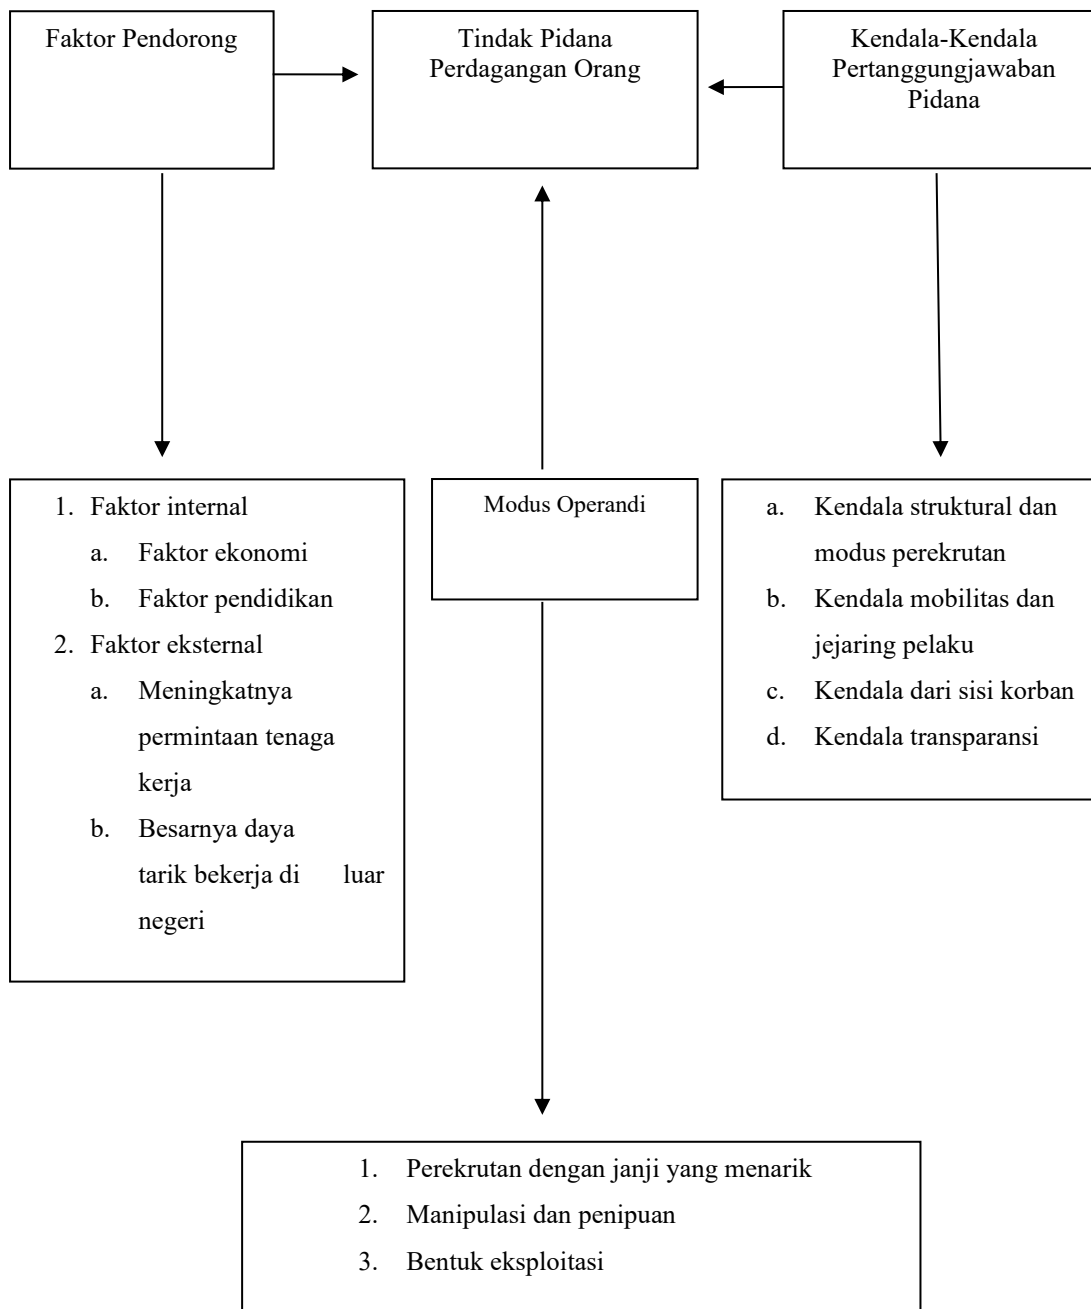 Faktor Pendorong
Tindak Pidana
Perdagangan Orang
Kendala-Kendala
Pertanggungjawaban
Pidana
1. Faktor internal
a. Faktor ekonomi
b. Faktor pendidikan
2. Faktor eksternal
a. Meningkatnya
permintaan tenaga
kerja
b. Besarnya daya
tarik bekerja di luar
negeri
Modus Operandi
a. Kendala struktural dan
modus perekrutan
b. Kendala mobilitas dan
jejaring pelaku
c. Kendala dari sisi korban
d. Kendala transparansi
1. Perekrutan dengan janji yang menarik
2. Manipulasi dan penipuan
3. Bentuk eksploitasi